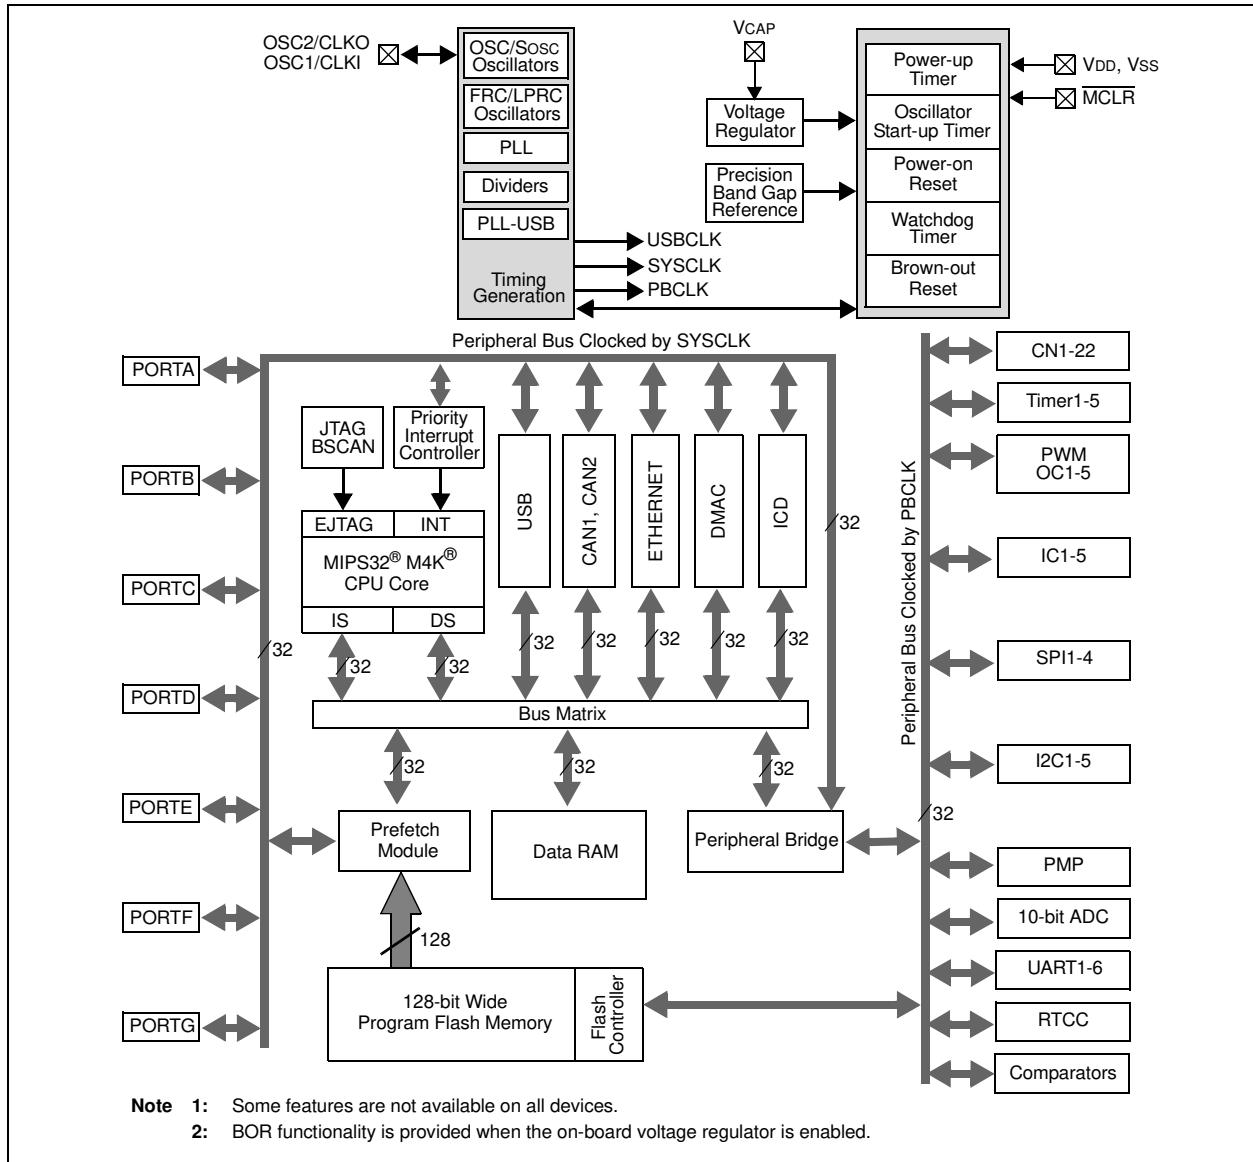 OSC2/CLKO
OSC1/CLKI
OSC/SOSC
Oscillators
FRC/LPRC
Oscillators
PLL
Dividers
PLL-USB
Timing
Generation
USBCLK
SYSCLK
PBCLK
VCAP
Voltage
Regulator
Precision
Band Gap
Reference
Power-up
Timer
Oscillator
Start-up Timer
Power-on
Reset
Watchdog
Timer
Brown-out
Reset
VDD, VSS
MCLR
Peripheral Bus Clocked by SYSCLK
PORTA
PORTB
PORTC
PORTD
PORTE
PORTF
PORTG
32
JTAG
BSCAN
Priority
Interrupt
Controller
EJTAG
INT
MIPS32® M4K®
CPU Core
IS
DS
32
32
USB
CAN1, CAN2
ETHERNET
DMAC
ICD
32
32
32
32
32
32
Bus Matrix
32
32
32
Prefetch
Module
Data RAM
Peripheral Bridge
128
128-bit Wide
Program Flash Memory
Flash
Controller
Peripheral Bus Clocked by PBCLK
32
CN1-22
Timer1-5
PWM
OC1-5
IC1-5
SPI1-4
I2C1-5
PMP
10-bit ADC
UART1-6
RTCC
Comparators
Note 1: Some features are not available on all devices.
2: BOR functionality is provided when the on-board voltage regulator is enabled.